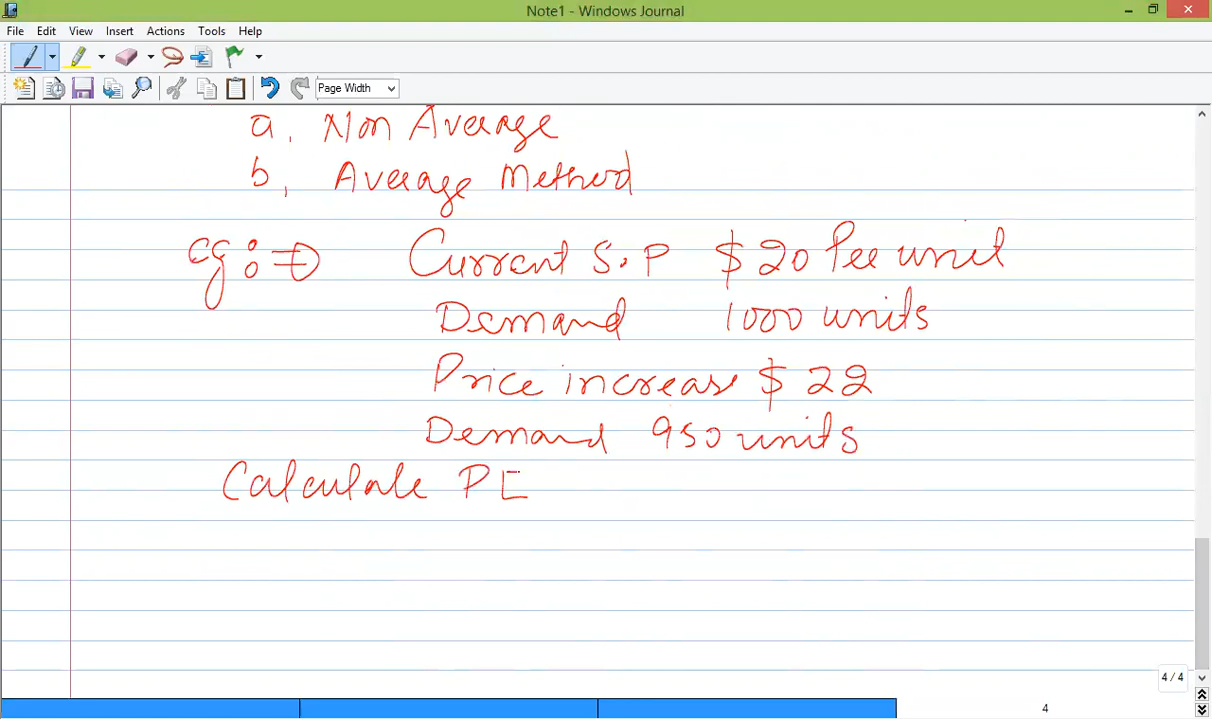 Note1 - Windows Journal
File Edit View Insert Actions Tools Help
Page Width
a. Non Average
b, Average Method
eg: Current S.P $20 Per unit
Demand 1000 units
Price increase $ 22
Demand 950 units
Calculate PE
4 / 4
4